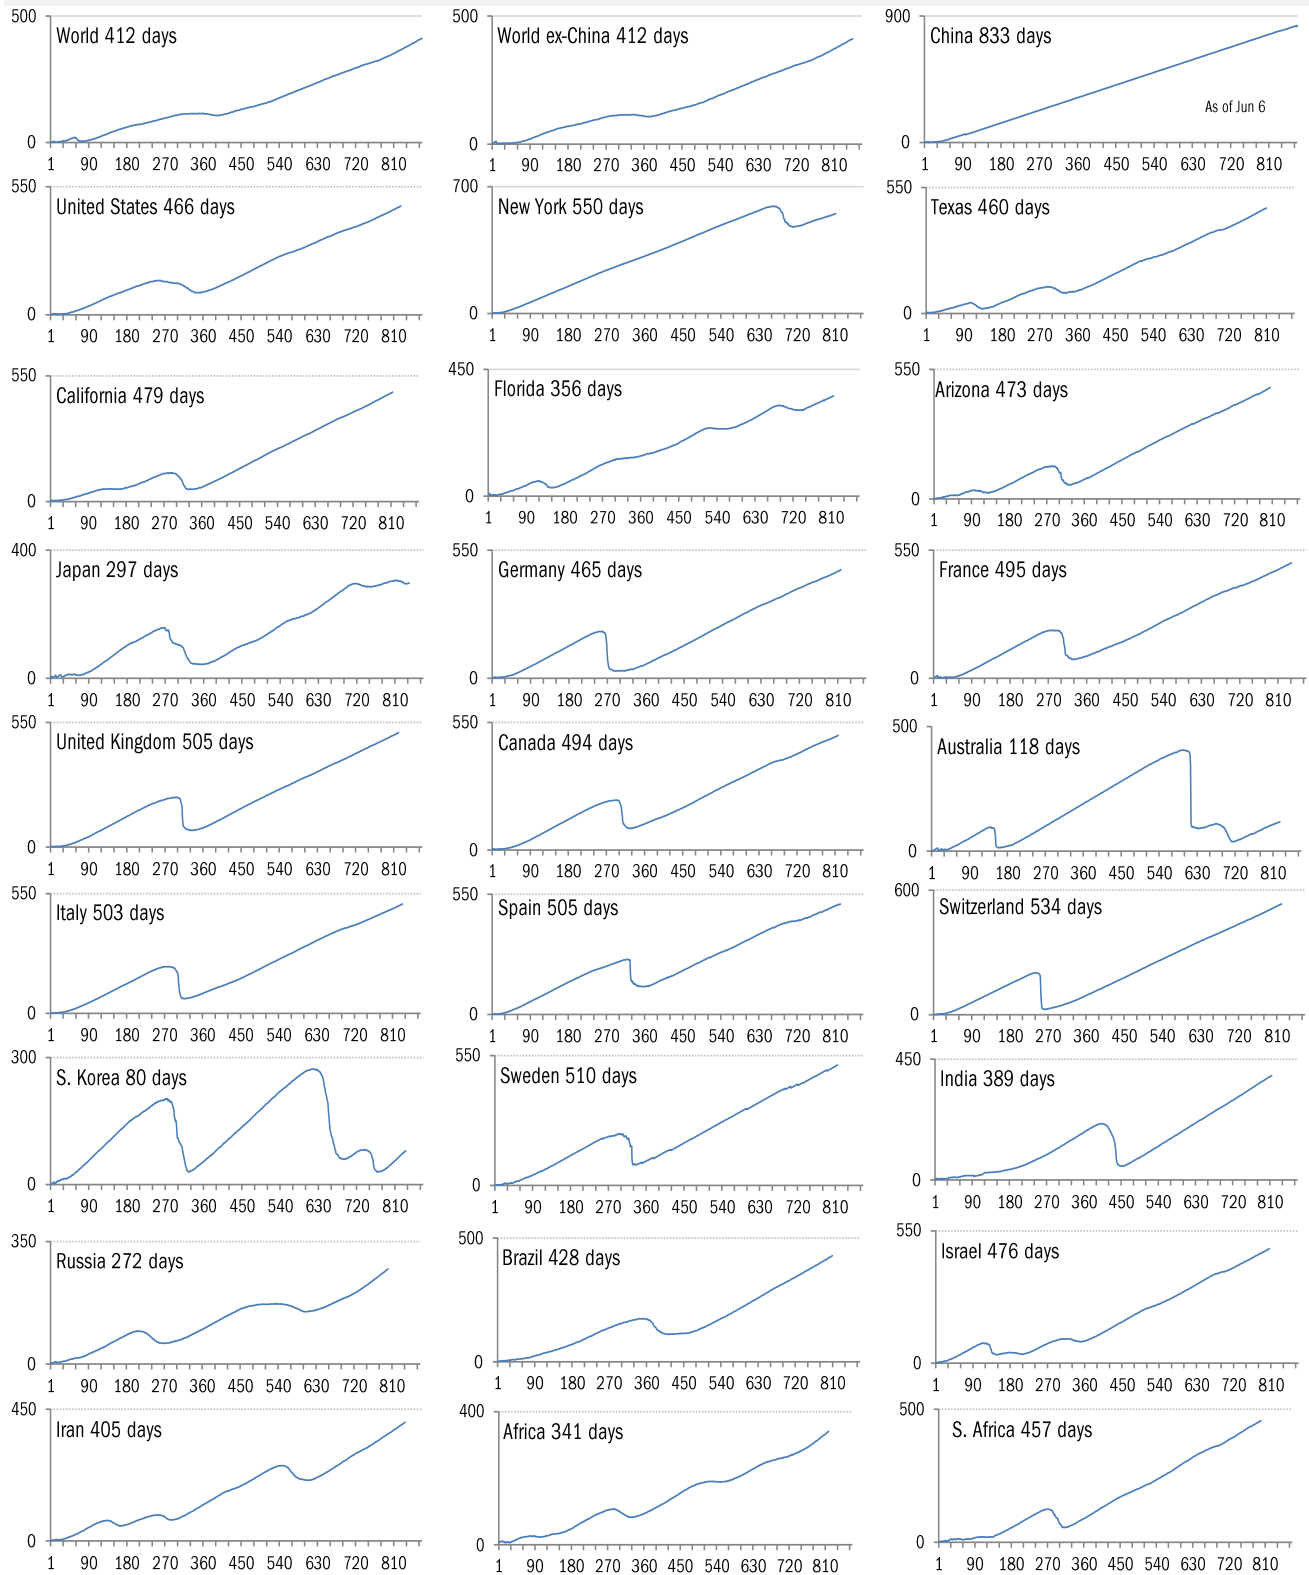 500
World 412 days
0
1 90 180 270 360 450 540 630 720 810
500
World ex-China 412 days
0
1 90 180 270 360 450 540 630 720 810
900
China 833 days
As of Jun 6
0
1 90 180 270 360 450 540 630 720 810
550
United States 466 days
0
1 90 180 270 360 450 540 630 720 810
700
New York 550 days
0
1 90 180 270 360 450 540 630 720 810
550
Texas 460 days
0
1 90 180 270 360 450 540 630 720 810
550
California 479 days
0
1 90 180 270 360 450 540 630 720 810
450
Florida 356 days
0
1 90 180 270 360 450 540 630 720 810
550
Arizona 473 days
0
1 90 180 270 360 450 540 630 720 810
400
Japan 297 days
0
1 90 180 270 360 450 540 630 720 810
550
Germany 465 days
0
1 90 180 270 360 450 540 630 720 810
550
France 495 days
0
1 90 180 270 360 450 540 630 720 810
550
United Kingdom 505 days
0
1 90 180 270 360 450 540 630 720 810
550
Canada 494 days
0
1 90 180 270 360 450 540 630 720 810
500
Australia 118 days
0
1 90 180 270 360 450 540 630 720 810
550
Italy 503 days
0
1 90 180 270 360 450 540 630 720 810
550
Spain 505 days
0
1 90 180 270 360 450 540 630 720 810
600
Switzerland 534 days
0
1 90 180 270 360 450 540 630 720 810
300
S. Korea 80 days
0
1 90 180 270 360 450 540 630 720 810
550
Sweden 510 days
0
1 90 180 270 360 450 540 630 720 810
450
India 389 days
0
1 90 180 270 360 450 540 630 720 810
350
Russia 272 days
0
1 90 180 270 360 450 540 630 720 810
500
Brazil 428 days
0
1 90 180 270 360 450 540 630 720 810
550
Israel 476 days
0
1 90 180 270 360 450 540 630 720 810
450
Iran 405 days
0
1 90 180 270 360 450 540 630 720 810
400
Africa 341 days
0
1 90 180 270 360 450 540 630 720 810
500
S. Africa 457 days
0
1 90 180 270 360 450 540 630 720 810